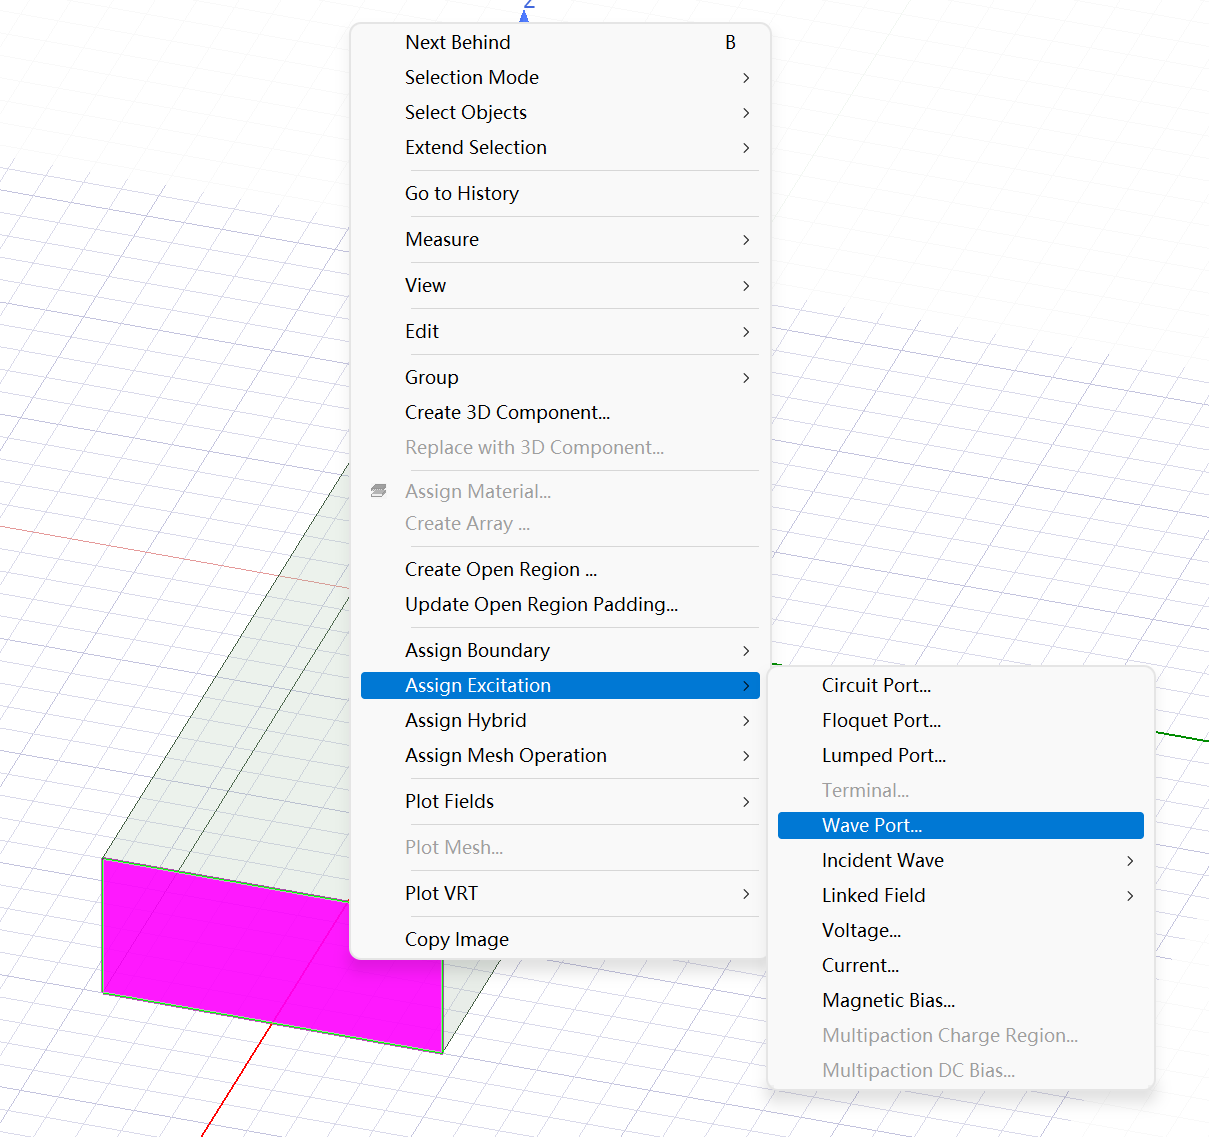 Z
Next Behind B
Selection Mode
Select Objects
Extend Selection
Go to History
Measure
View
Edit
Group
Create 3D Component...
Replace with 3D Component...
Assign Material...
Create Array ...
Create Open Region ...
Update Open Region Padding...
Assign Boundary
Assign Excitation
Assign Hybrid
Assign Mesh Operation
Plot Fields
Plot Mesh...
Plot VRT
Copy Image
Circuit Port...
Floquet Port...
Lumped Port...
Terminal...
Wave Port...
Incident Wave
Linked Field
Voltage...
Current...
Magnetic Bias...
Multipaction Charge Region...
Multipaction DC Bias...